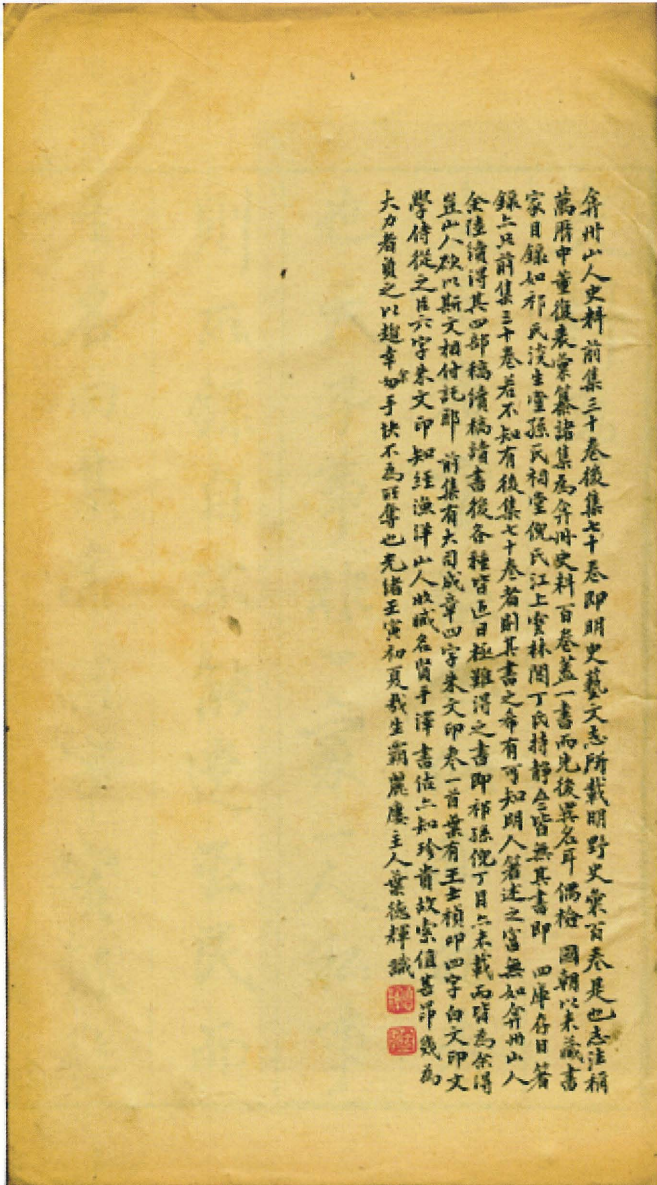 弇州山人史料前集三十卷後集七十卷即明史藝文志所載明野史彙百卷是也志注稱
萬曆中董復表彙纂諸集為弇州史料百卷蓋一書而先後異名耳偶檢 國朝以來藏書
家目錄如祁氏淡生堂孫氏祠堂倪氏江上雲林閣丁氏持靜皆無其書即 四庫存目箸
錄亦只前集三十卷若不知有後集七十卷者則其書之希有可知明人箸述之富無如弇州山人
余陸續得其四部稿續稿讀書後各種皆近日極難得之書即祁孫倪丁目亦未載而皆為余得
豈山人欲以斯文相付託耶 前集有大司成章四字朱文印卷一首葉有王士禎印四字白文印文
學侍從之臣六字朱文印知經漁洋山人收臧名賢手澤書估亦知珍貴故索值甚昂幾為
大力者負之以趨幸余手快不為所奪也光緒壬寅初夏哉生霸麗廔主人葉德輝識